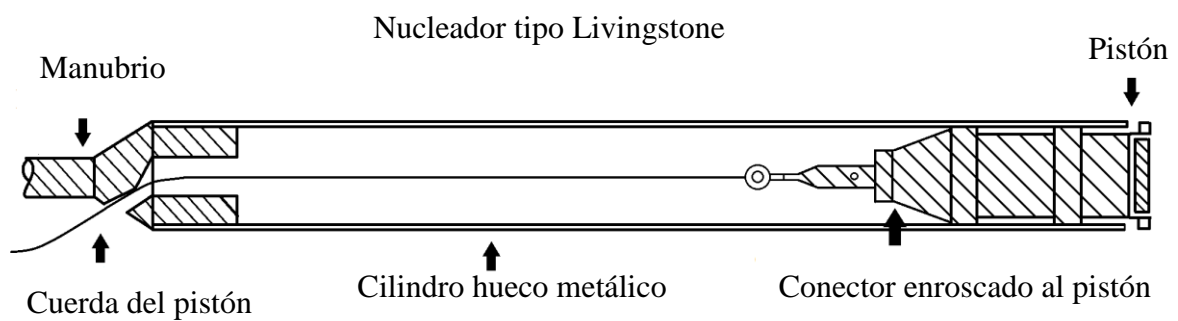 Nucleador tipo Livingstone
Manubrio
Pistón
Cuerda del pistón
Cilindro hueco metálico
Conector enroscado al pistón